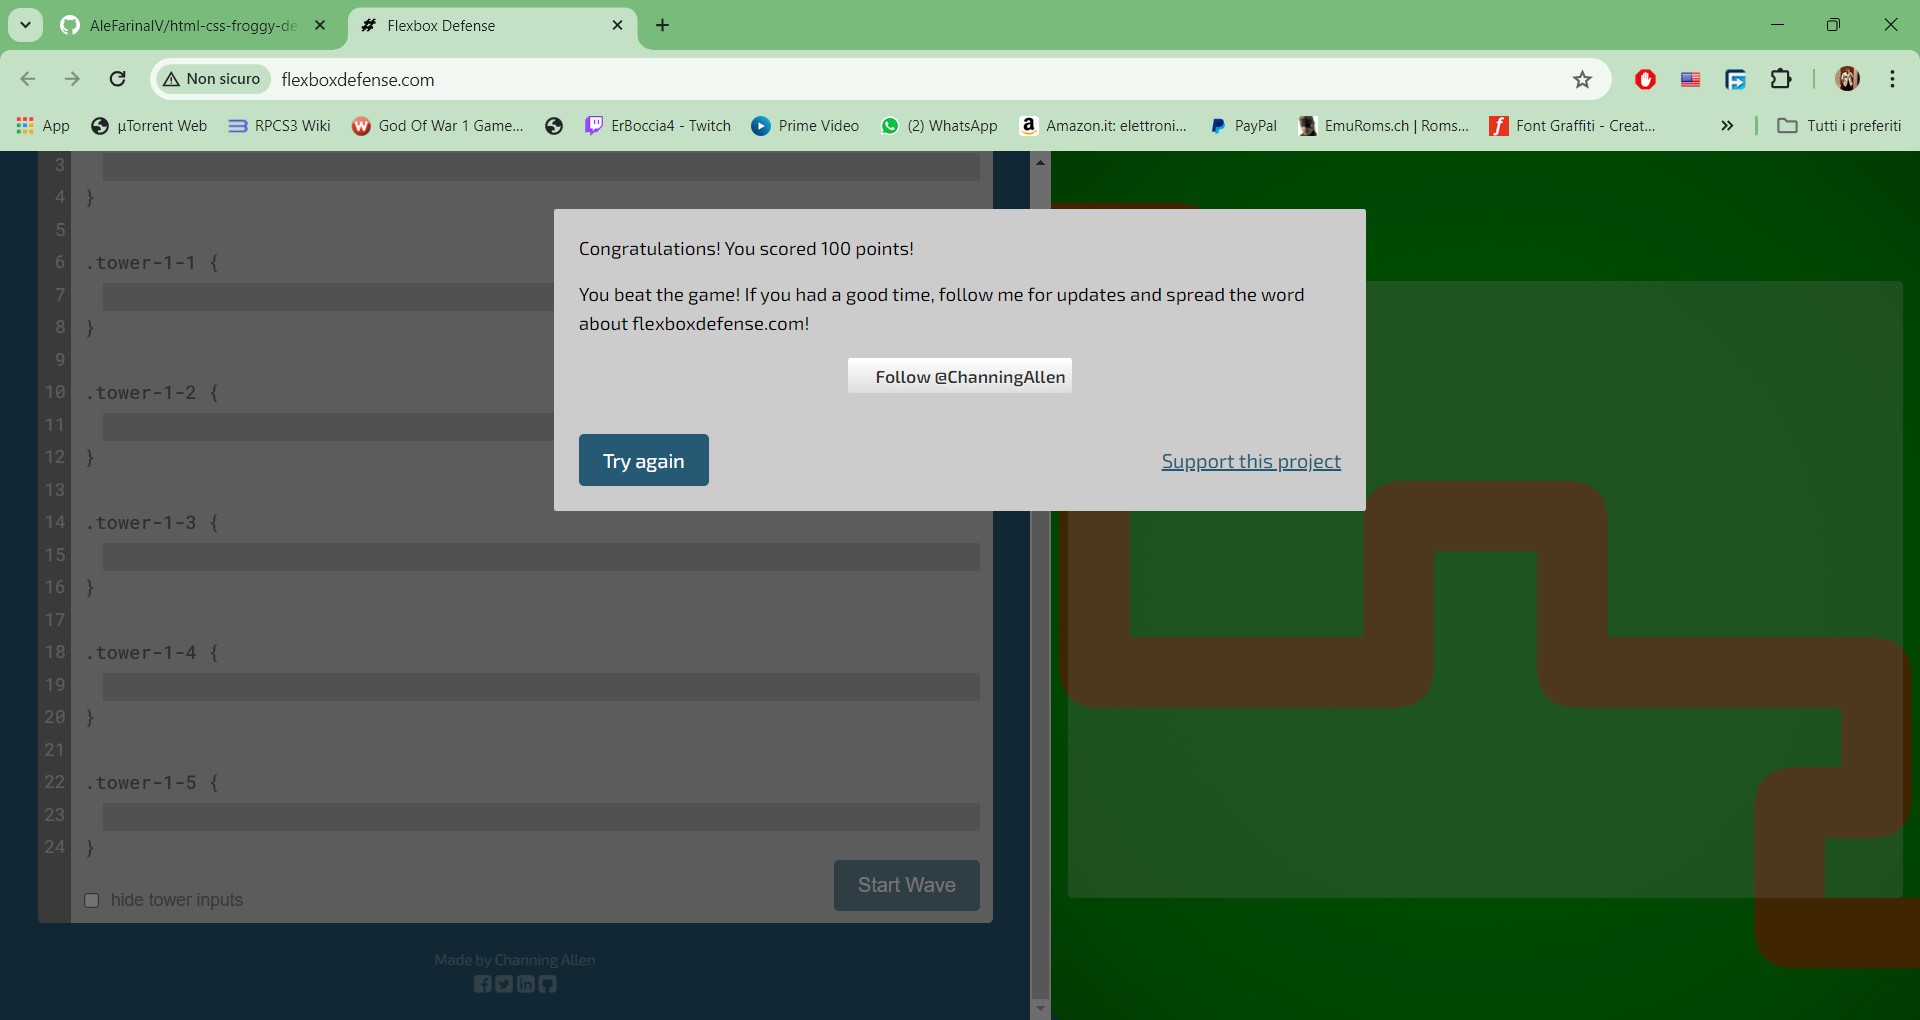 AleFarinaIV/html-css-froggy-de
Flexbox Defense
Non sicuro
flexboxdefense.com
App
µTorrent Web
RPCS3 Wiki
God Of War 1 Game...
ErBoccia4 - Twitch
Prime Video
(2) WhatsApp
Amazon.it: elettroni...
PayPal
EmuRoms.ch | Roms...
Font Graffiti - Creat...
»
Tutti i preferiti
3
4 }
5
6 .tower-1-1 {
7
8 }
9
10 .tower-1-2 {
11
12 }
13
14 .tower-1-3 {
15
16 }
17
18 .tower-1-4 {
19
20 }
21
22 .tower-1-5 {
23
24 }
hide tower inputs
Start Wave
Made by Channing Allen
Congratulations! You scored 100 points!
You beat the game! If you had a good time, follow me for updates and spread the word
about flexboxdefense.com!
Follow @ChanningAllen
Try again
Support this project